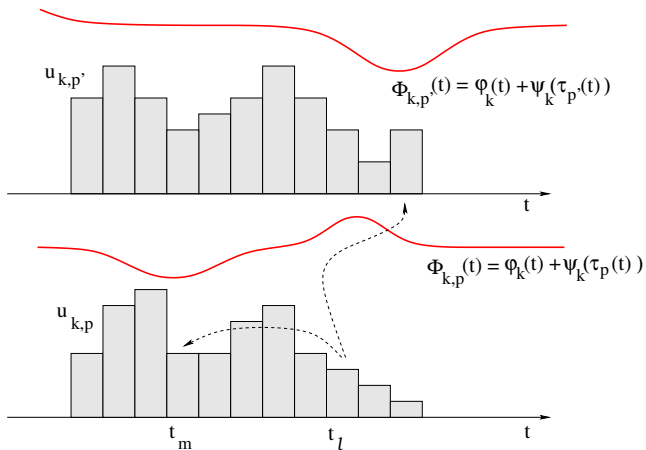 u_{k,p'}
Φ_{k,p'}(t) = φ_k(t) + ψ_k(τ_{p'}(t))
t
Φ_{k,p}(t) = φ_k(t) + ψ_k(τ_p(t))
u_{k,p}
t_m t_l t